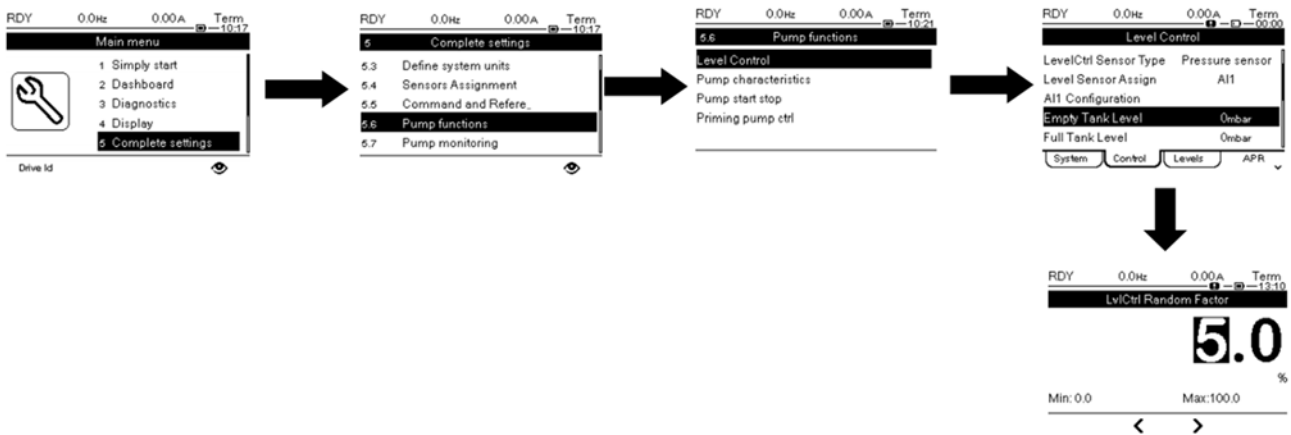 RDY 0.0Hz 0.00A Term
10:17
Main menu
1 Simply start
2 Dashboard
3 Diagnostics
4 Display
5 Complete settings
Drive Id
RDY 0.0Hz 0.00A Term
10:17
5 Complete settings
5.3 Define system units
5.4 Sensors Assignment
5.5 Command and Refere_
5.6 Pump functions
5.7 Pump monitoring
RDY 0.0Hz 0.00A Term
10:21
5.6 Pump functions
Level Control
Pump characteristics
Pump start stop
Priming pump ctrl
RDY 0.0Hz 0.00A Term
00:00
Level Control
LevelCtrl Sensor Type Pressure sensor
Level Sensor Assign AI1
AI1 Configuration
Empty Tank Level 0mbar
Full Tank Level 0mbar
System Control Levels APR
RDY 0.0Hz 0.00A Term
13:10
LvlCtrl Random Factor
5.0
%
Min: 0.0 Max:100.0
< >